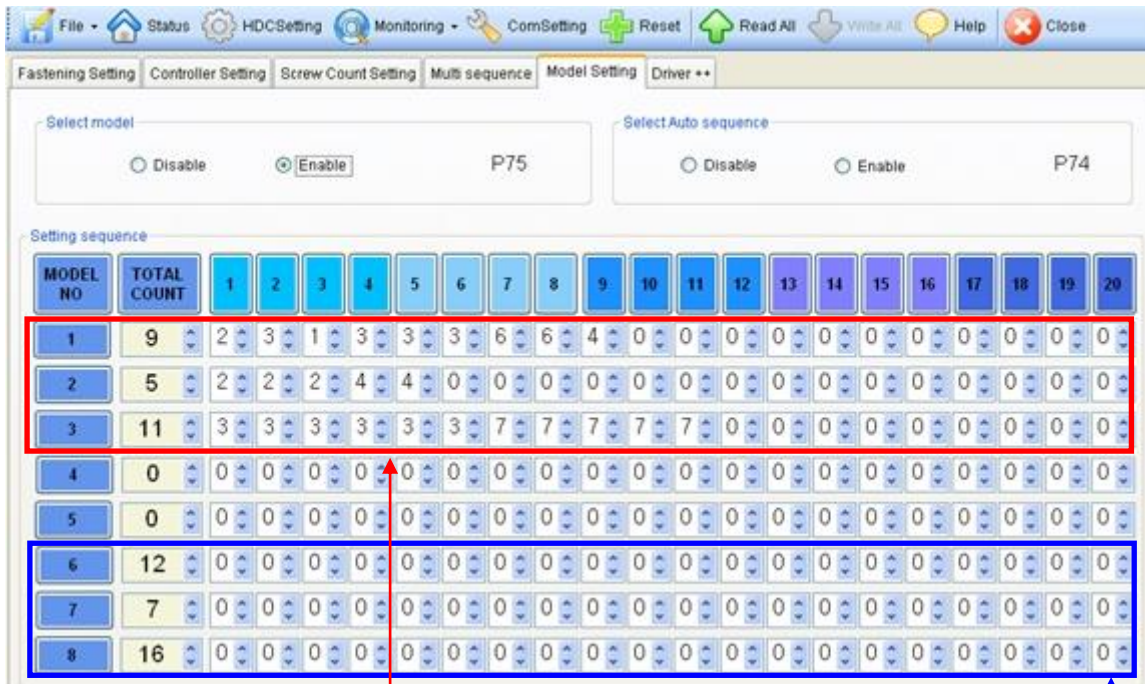 File Status HDCSetting Monitoring ComSetting Reset Read All Write All Help Close
Fastening Setting Controller Setting Screw Count Setting Multi sequence Model Setting Driver ++
Select model Select Auto sequence
Disable Enable P75 Disable Enable P74
Setting sequence
MODEL NO TOTAL COUNT 1 2 3 4 5 6 7 8 9 10 11 12 13 14 15 16 17 18 19 20
1 9 2 3 1 3 3 3 6 6 4 0 0 0 0 0 0 0 0 0 0 0
2 5 2 2 2 4 4 0 0 0 0 0 0 0 0 0 0 0 0 0 0 0
3 11 3 3 3 3 3 3 7 7 7 7 7 0 0 0 0 0 0 0 0 0
4 0 0 0 0 0 0 0 0 0 0 0 0 0 0 0 0 0 0 0 0 0
5 0 0 0 0 0 0 0 0 0 0 0 0 0 0 0 0 0 0 0 0 0
6 12 0 0 0 0 0 0 0 0 0 0 0 0 0 0 0 0 0 0 0 0
7 7 0 0 0 0 0 0 0 0 0 0 0 0 0 0 0 0 0 0 0 0
8 16 0 0 0 0 0 0 0 0 0 0 0 0 0 0 0 0 0 0 0 0